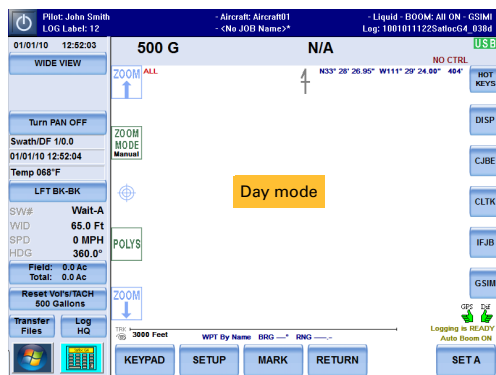 Pilot: John Smith - Aircraft: Aircraft01 - Liquid - BOOM: All ON - GSIMI
LOG Label: 12 - <No JOB Name>* Log: 1001011122SatlocG4_038d
01/01/10 12:52:03 500 G N/A USB
NO CTRL
WIDE VIEW
ZOOM ALL N33° 28' 26.95" W111° 29' 24.00" 404'
HOT
KEYS
Turn PAN OFF
DISP
Swath/DF 1/0.0
ZOOM
MODE
Manual
01/01/10 12:52:04
Temp 068°F
CJBE
LFT BK-BK
Day mode
SW# Wait-A
CLTK
WID 65.0 Ft
SPD 0 MPH
POLYS
IFJB
HDG 360.0°
Field: 0.0 Ac
Total: 0.0 Ac
GSIM
Reset Vol's/TACH
500 Gallons
ZOOM
GPS Dif
Transfer
Files
Log
HQ
TRK
3000 Feet
WPT By Name BRG ---° RNG ----.--
Logging is READY
Auto Boom ON
KEYPAD SETUP MARK RETURN SET A